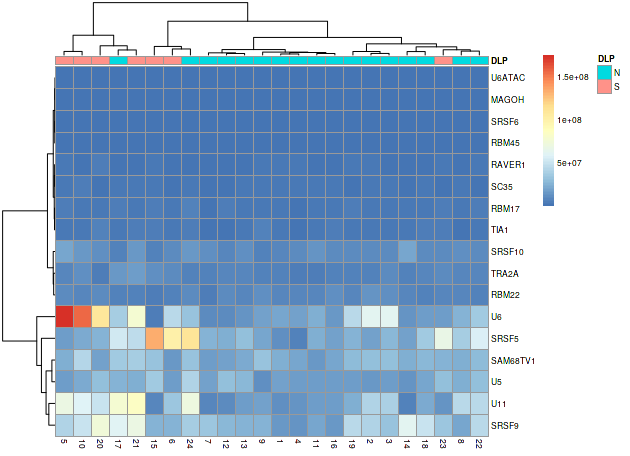 DLP
DLP
N
S
1.5e+08
1e+08
5e+07
U6ATAC
MAGOH
SRSF6
RBM45
RAVER1
SC35
RBM17
TIA1
SRSF10
TRA2A
RBM22
U6
SRSF5
SAM68TV1
U5
U11
SRSF9
5 10 20 17 21 15 6 24 7 12 13 9 1 4 11 16 19 2 3 14 18 23 8 22